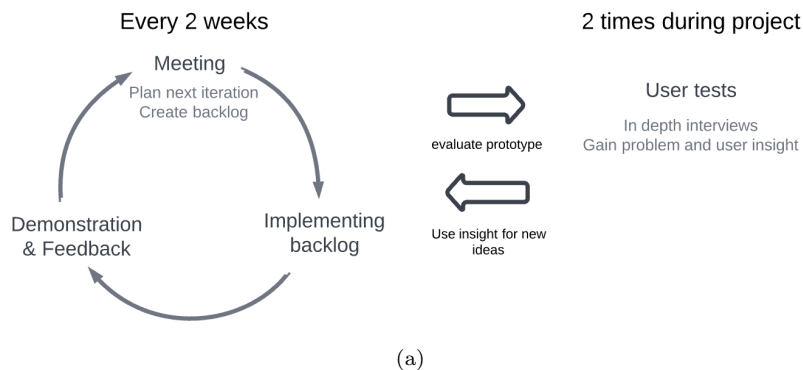 Every 2 weeks
2 times during project
Meeting
Plan next iteration
Create backlog
Implementing
backlog
Demonstration
& Feedback
evaluate prototype
Use insight for new
ideas
User tests
In depth interviews
Gain problem and user insight
(a)